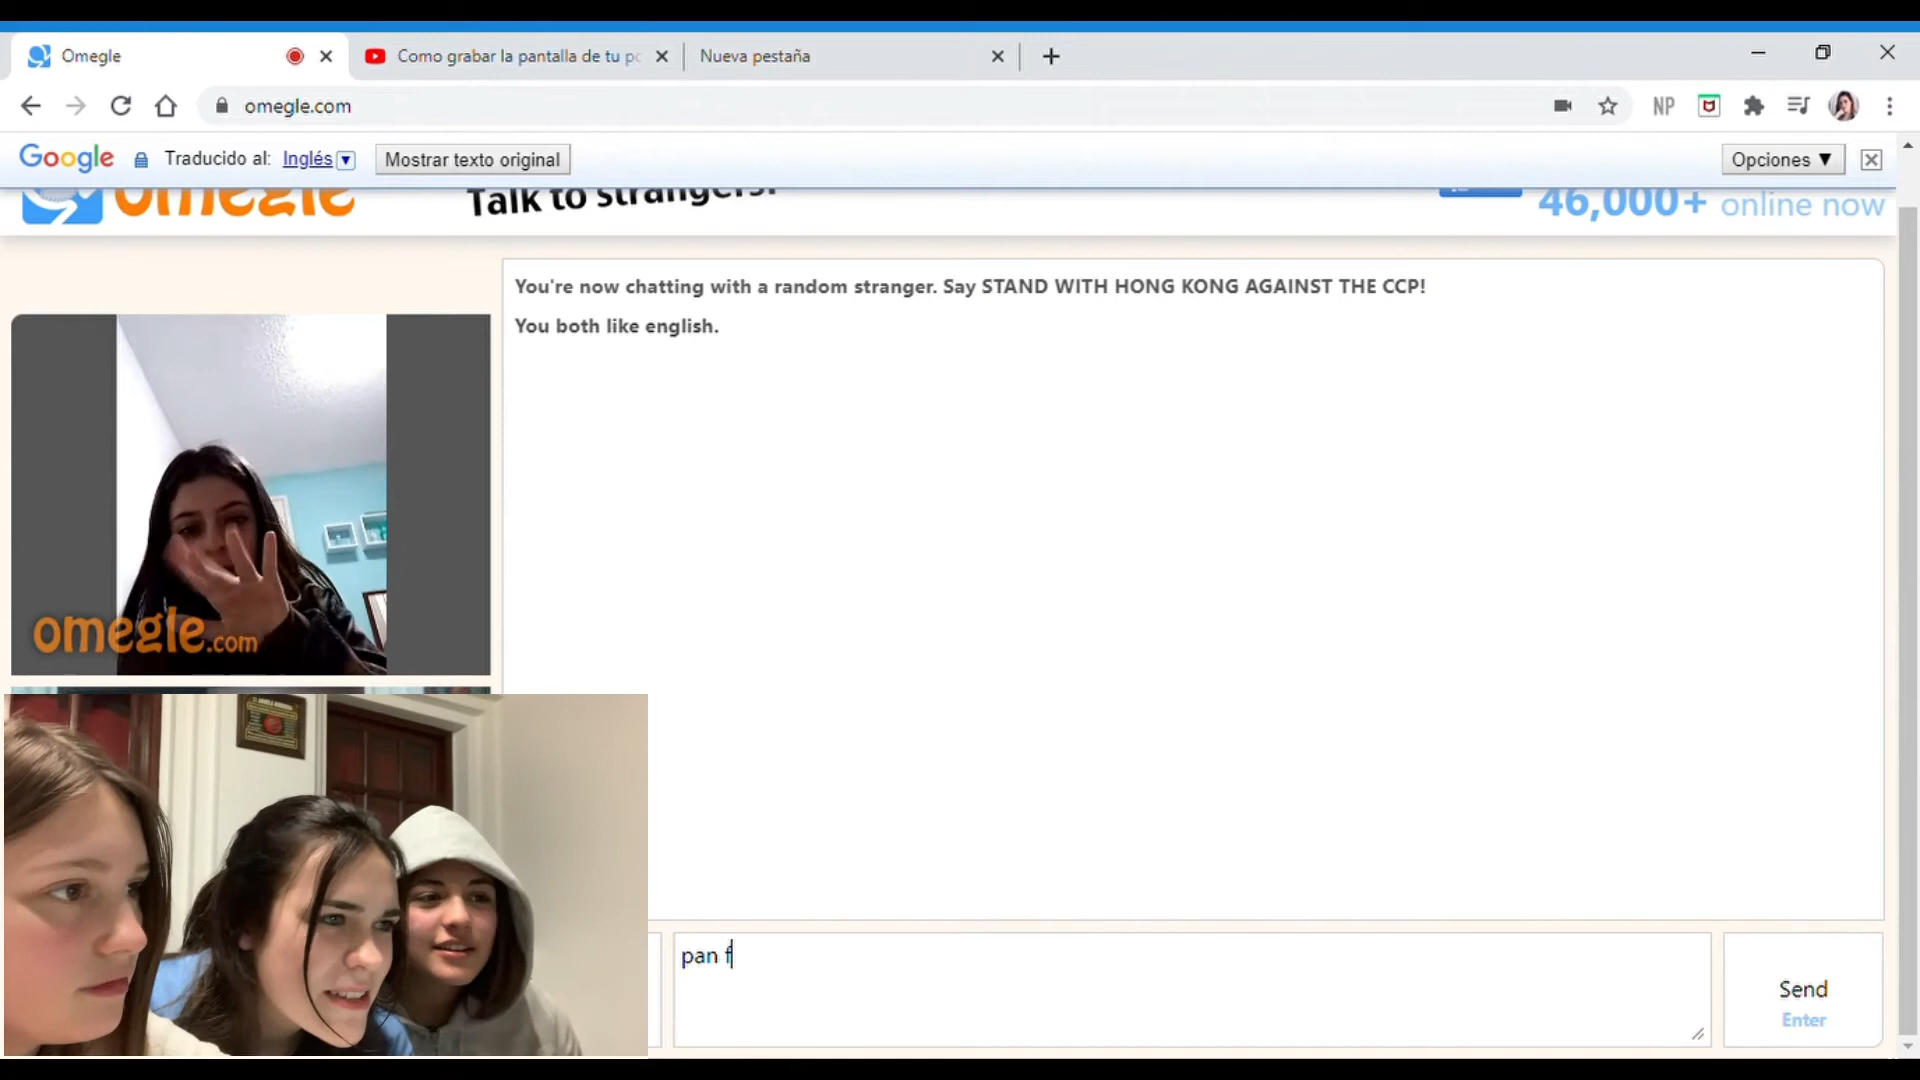 Omegle
Como grabar la pantalla de tu pc
Nueva pestaña
omegle.com
NP
Google Traducido al: Inglés Mostrar texto original Opciones ▼
omegle Talk to strangers! 46,000+ online now
You're now chatting with a random stranger. Say STAND WITH HONG KONG AGAINST THE CCP!
You both like english.
omegle.com
pan f
Send
Enter